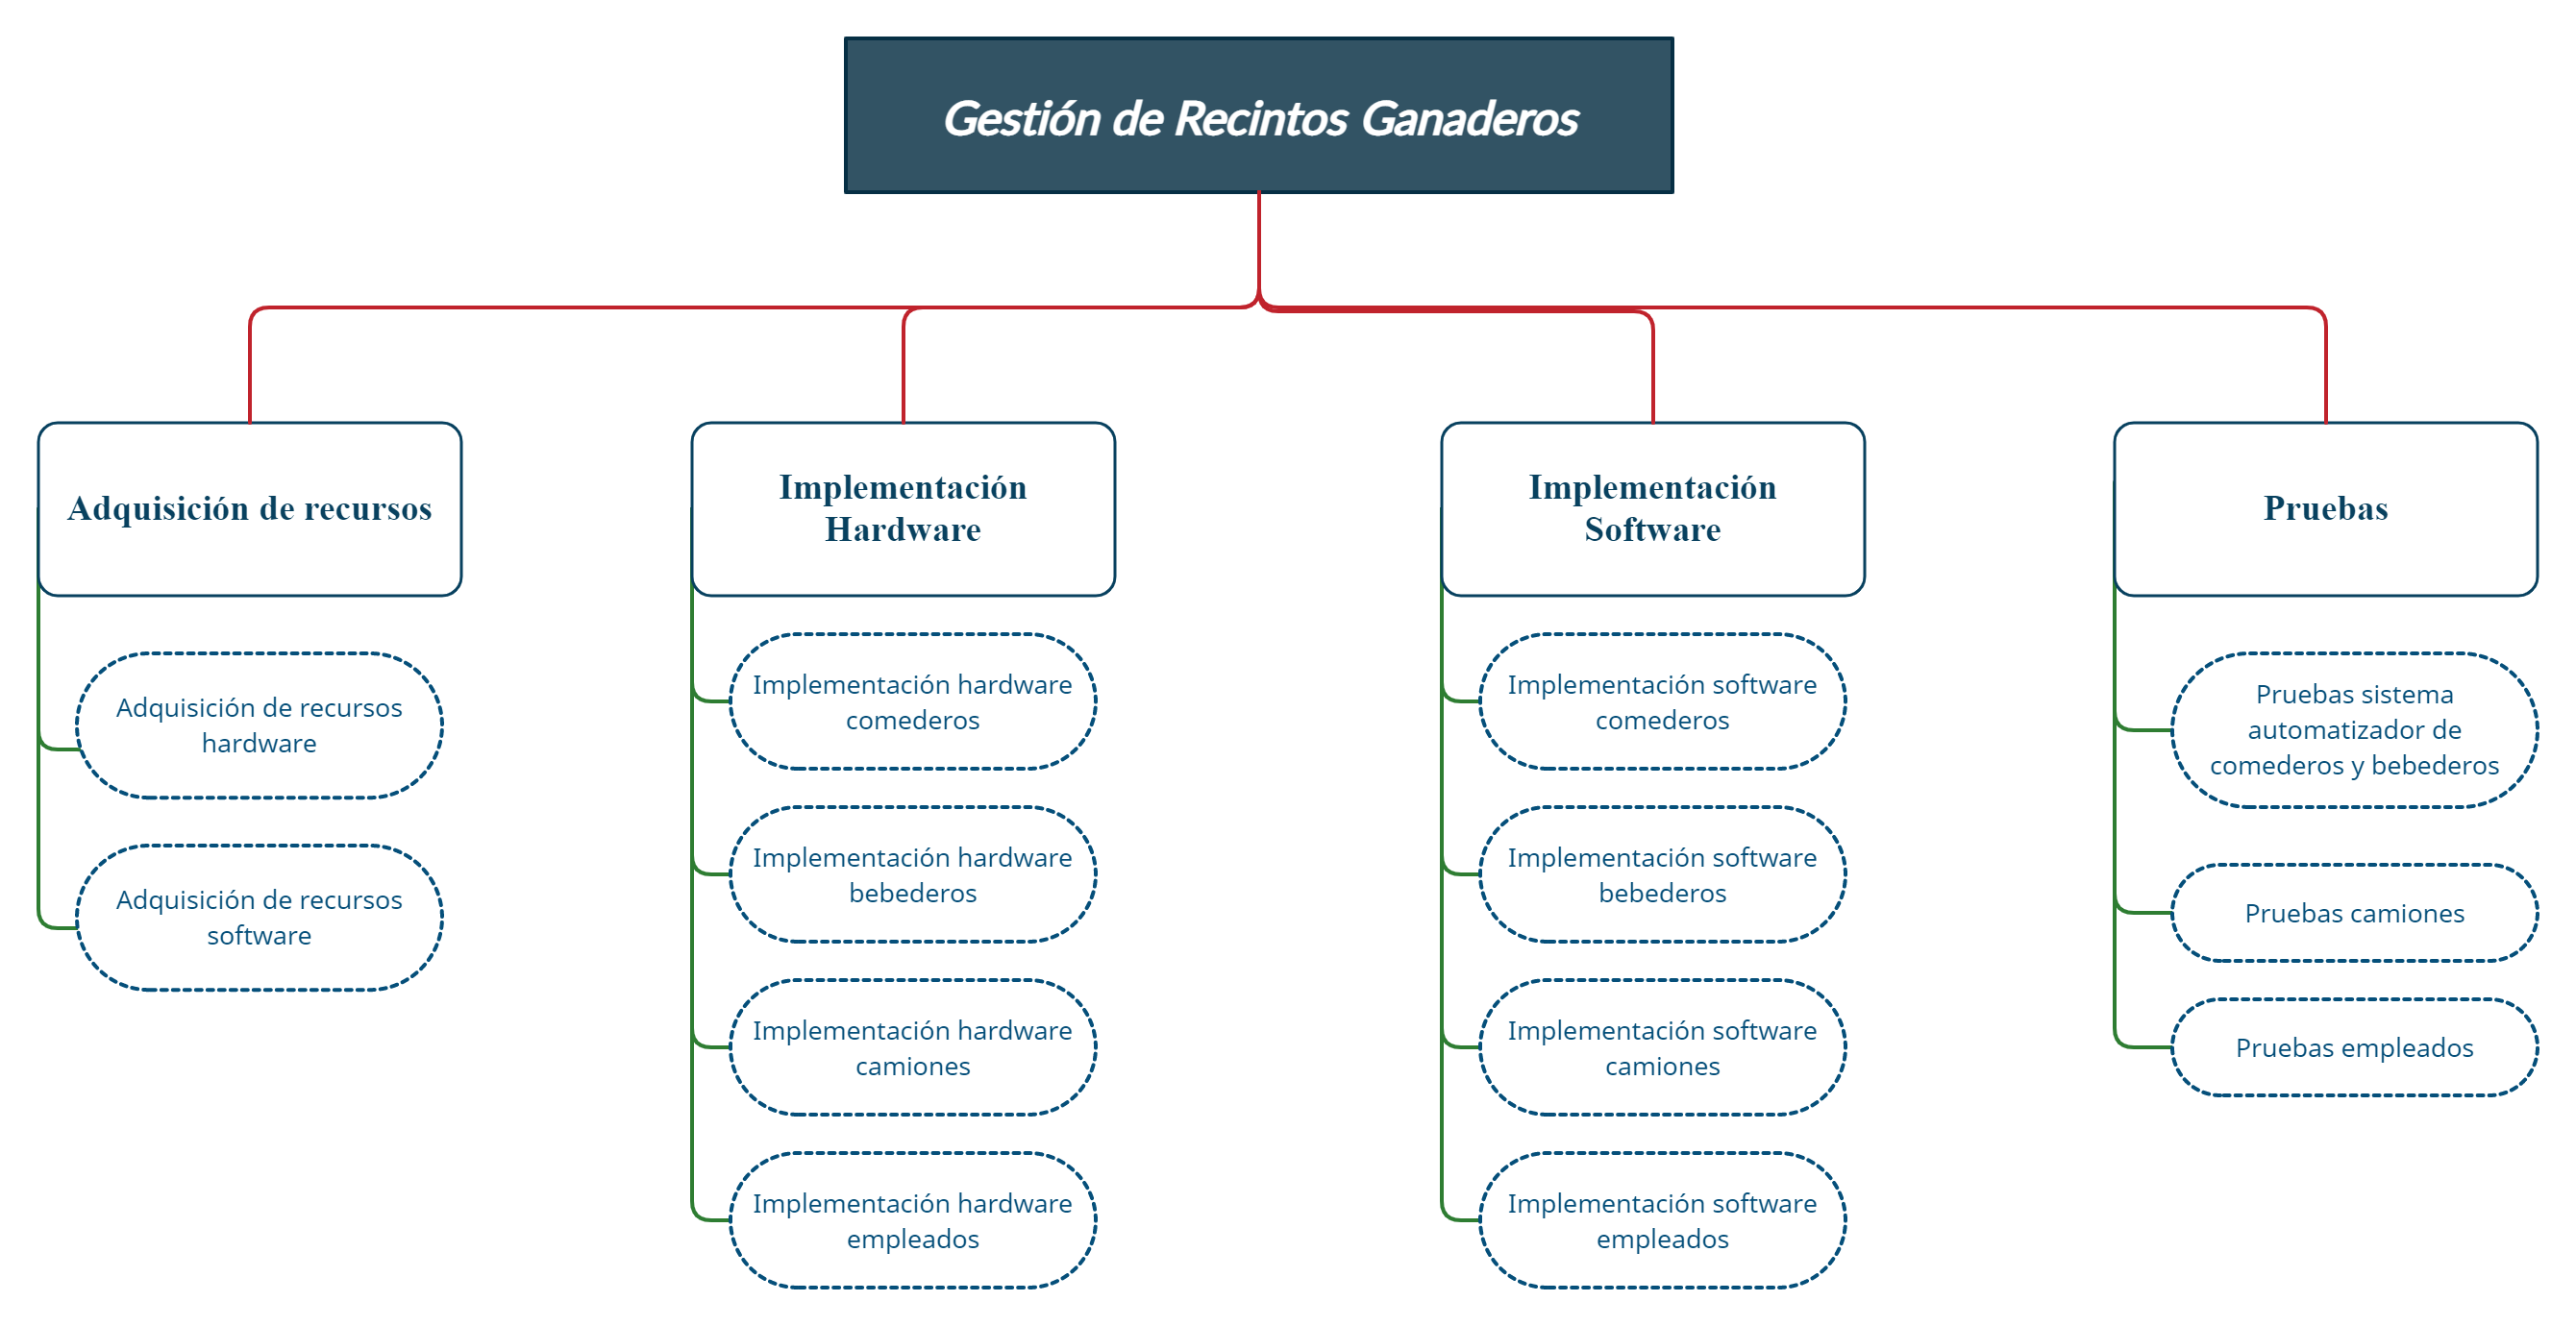 Gestión de Recintos Ganaderos
Adquisición de recursos
Adquisición de recursos
hardware
Adquisición de recursos
software
Implementación
Hardware
Implementación hardware
comederos
Implementación hardware
bebederos
Implementación hardware
camiones
Implementación hardware
empleados
Implementación
Software
Implementación software
comederos
Implementación software
bebederos
Implementación software
camiones
Implementación software
empleados
Pruebas
Pruebas sistema
automatizador de
comederos y bebederos
Pruebas camiones
Pruebas empleados